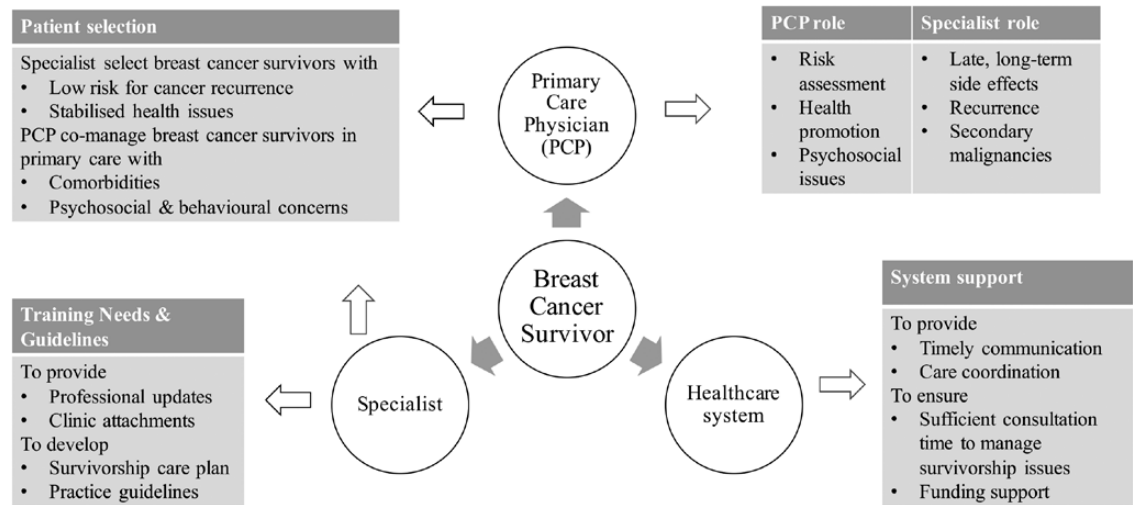 Patient selection
Specialist select breast cancer survivors with
• Low risk for cancer recurrence
• Stabilised health issues
PCP co-manage breast cancer survivors in
primary care with
• Comorbidities
• Psychosocial & behavioural concerns
Primary
Care
Physician
(PCP)
PCP role
• Risk
assessment
• Health
promotion
• Psychosocial
issues
Specialist role
• Late, long-term
side effects
• Recurrence
• Secondary
malignancies
Breast
Cancer
Survivor
Training Needs &
Guidelines
To provide
• Professional updates
• Clinic attachments
To develop
• Survivorship care plan
• Practice guidelines
Specialist
Healthcare
system
System support
To provide
• Timely communication
• Care coordination
To ensure
• Sufficient consultation
time to manage
survivorship issues
• Funding support